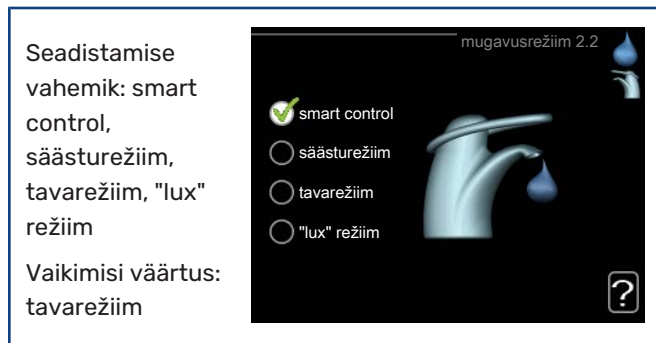 Seadistamise
vahemik: smart
control,
säästurežiim,
tavarežiim, "lux"
režiim
Vaikimisi väärtus:
tavarežiim
mugavusrežiim 2.2
smart control
säästurežiim
tavarežiim
"lux" režiim
?